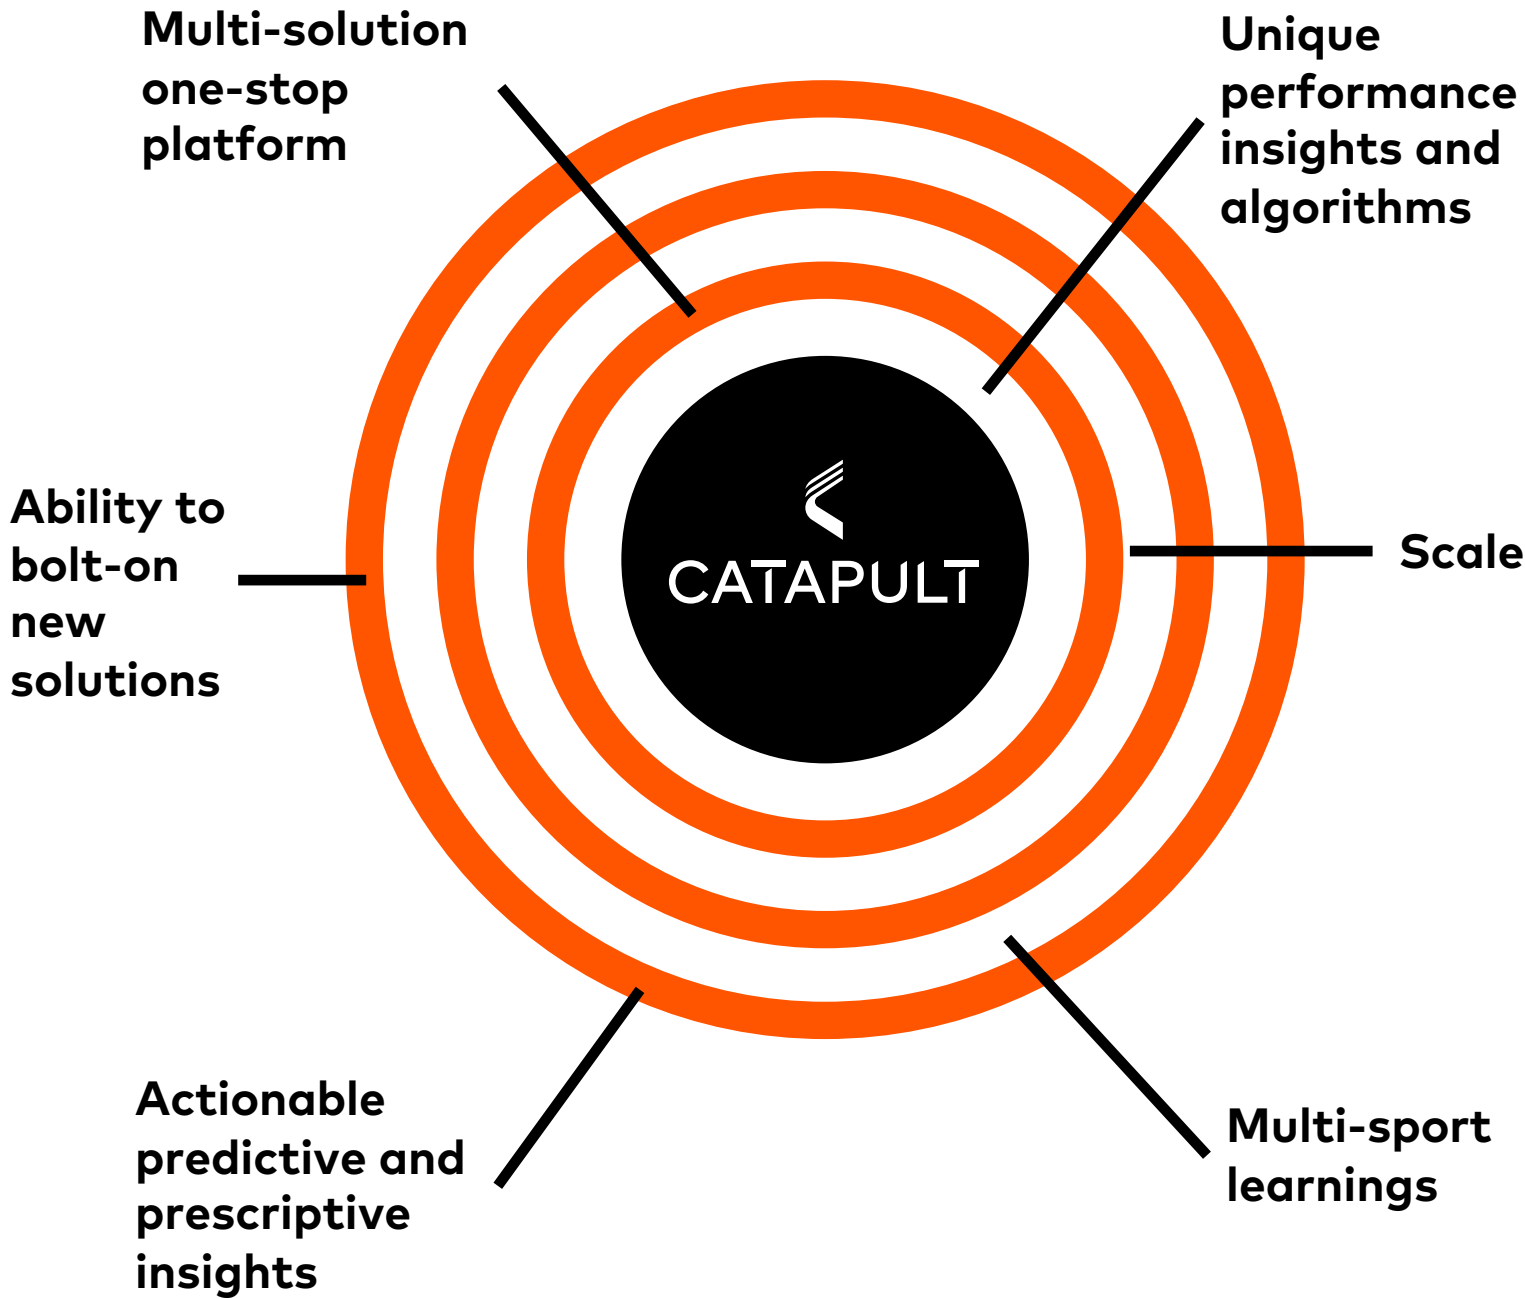 Multi-solution
one-stop
platform
Unique
performance
insights and
algorithms
Ability to
bolt-on
new
solutions
CATAPULT
Scale
Actionable
predictive and
prescriptive
insights
Multi-sport
learnings